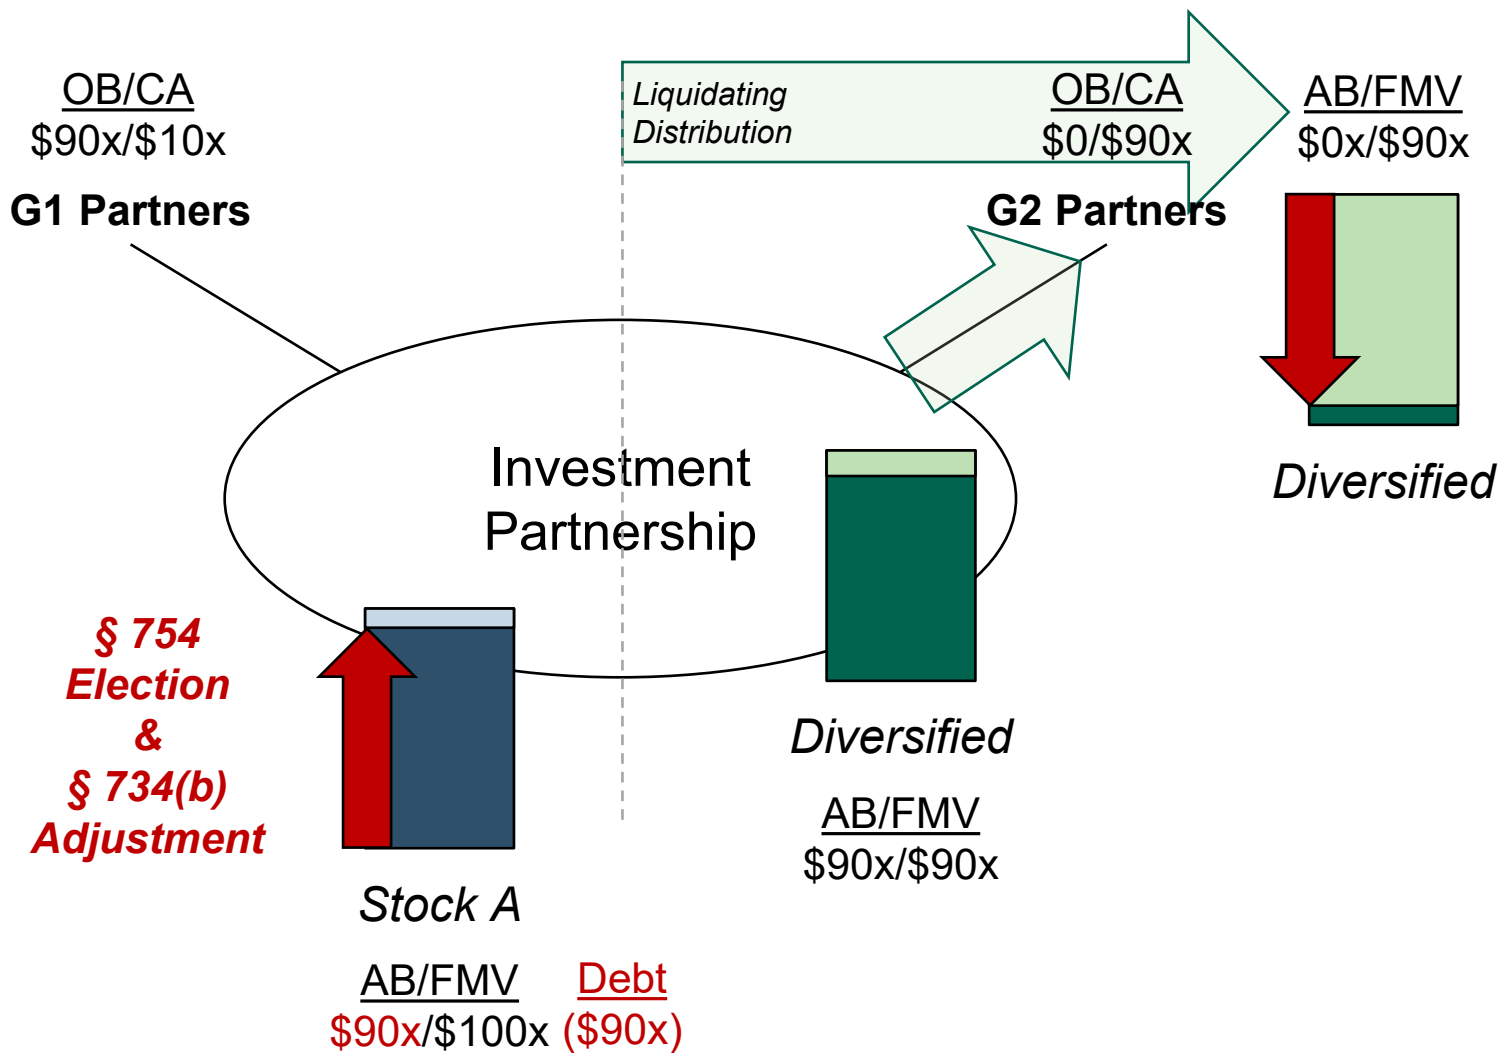 OB/CA
$90x/$10x
G1 Partners
Liquidating
Distribution
OB/CA
$0/$90x
G2 Partners
AB/FMV
$0x/$90x
Diversified
Investment
Partnership
§ 754
Election
&
§ 734(b)
Adjustment
Diversified
AB/FMV
$90x/$90x
Stock A
AB/FMV Debt
$90x/$100x ($90x)